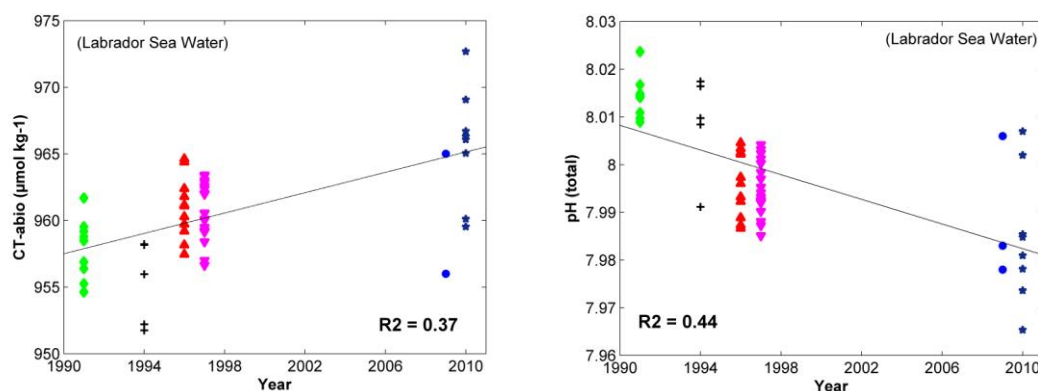 975
970
965
960
955
950
CT-abio (µmol kg-1)
(Labrador Sea Water)
R2 = 0.37
1990 1994 1998 2002 2006 2010
Year
8.03
8.02
8.01
8
7.99
7.98
7.97
7.96
pH (total)
(Labrador Sea Water)
R2 = 0.44
1990 1994 1998 2002 2006 2010
Year